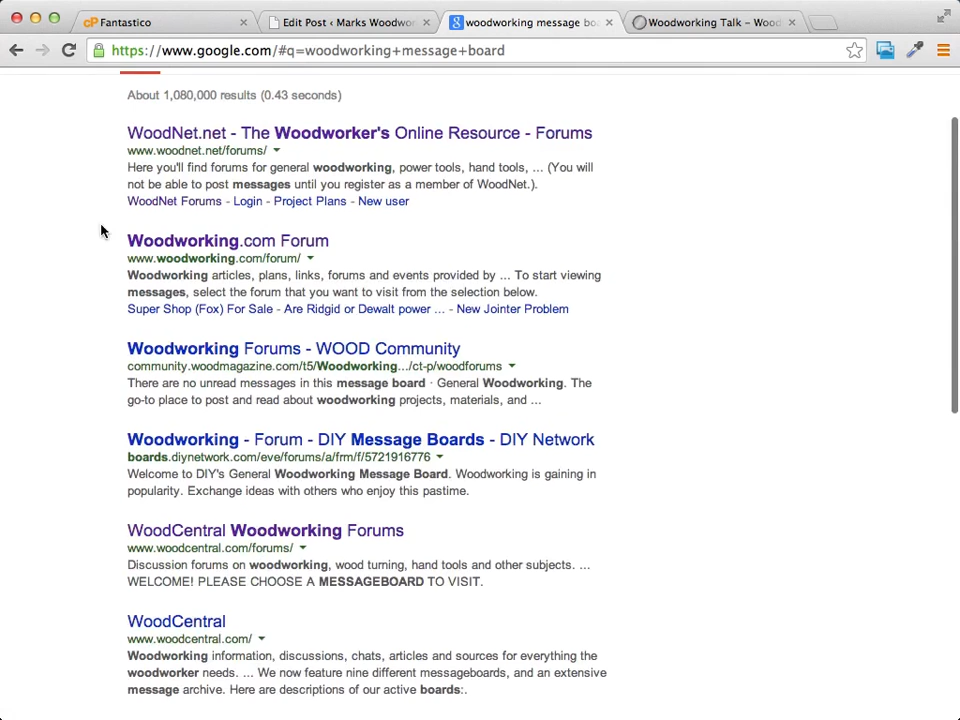 Fantastico
Edit Post ‹ Marks Woodwo
woodworking message bo
Woodworking Talk – Wood
https://www.google.com/#q=woodworking+message+board
About 1,080,000 results (0.43 seconds)
WoodNet.net - The Woodworker's Online Resource - Forums
www.woodnet.net/forums/
Here you'll find forums for general woodworking, power tools, hand tools, ... (You will
not be able to post messages until you register as a member of WoodNet.).
WoodNet Forums - Login - Project Plans - New user
Woodworking.com Forum
www.woodworking.com/forum/
Woodworking articles, plans, links, forums and events provided by ... To start viewing
messages, select the forum that you want to visit from the selection below.
Super Shop (Fox) For Sale - Are Ridgid or Dewalt power ... - New Jointer Problem
Woodworking Forums - WOOD Community
community.woodmagazine.com/t5/Woodworking.../ct-p/woodforums
There are no unread messages in this message board · General Woodworking. The
go-to place to post and read about woodworking projects, materials, and ...
Woodworking - Forum - DIY Message Boards - DIY Network
boards.diynetwork.com/eve/forums/a/frm/f/5721916776
Welcome to DIY's General Woodworking Message Board. Woodworking is gaining in
popularity. Exchange ideas with others who enjoy this pastime.
WoodCentral Woodworking Forums
www.woodcentral.com/forums/
Discussion forums on woodworking, wood turning, hand tools and other subjects. ...
WELCOME! PLEASE CHOOSE A MESSAGEBOARD TO VISIT.
WoodCentral
www.woodcentral.com/
Woodworking information, discussions, chats, articles and sources for everything the
woodworker needs. ... We now feature nine different messageboards, and an extensive
message archive. Here are descriptions of our active boards:.